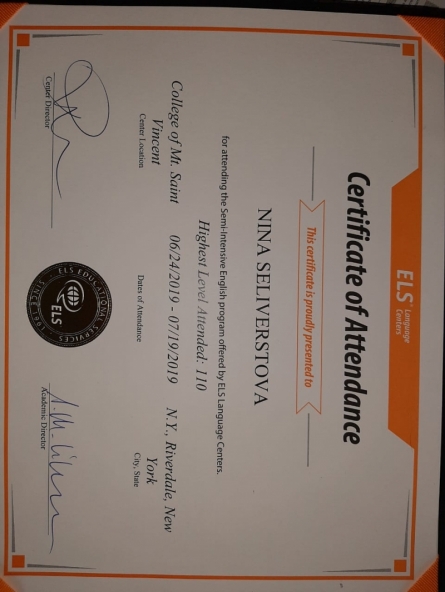 ELS Language
Centers
Certificate of Attendance
This certificate is proudly presented to
NINA SELIVERSTOVA
for attending the Semi-Intensive English program offered by ELS Language Centers.
Highest Level Attended: 110
College of Mt. Saint
Vincent
Center Location
06/24/2019 - 07/19/2019
Dates of Attendance
N.Y., Riverdale, New
York
City, State
Center Director
ELS EDUCATIONAL SERVICES
ELS
SINCE 1961
Academic Director